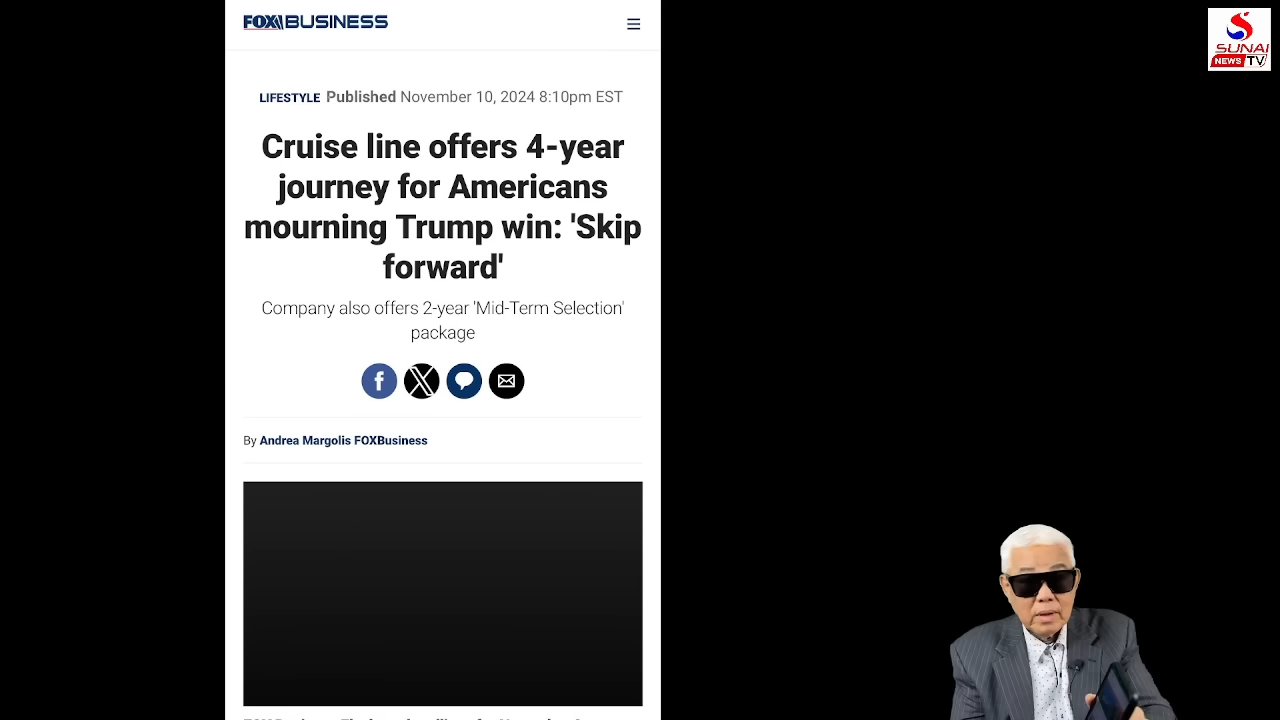 FOX BUSINESS
SUNAI
NEWS TV
LIFESTYLE Published November 10, 2024 8:10pm EST
Cruise line offers 4-year
journey for Americans
mourning Trump win: 'Skip
forward'
Company also offers 2-year 'Mid-Term Selection'
package
By Andrea Margolis FOXBusiness